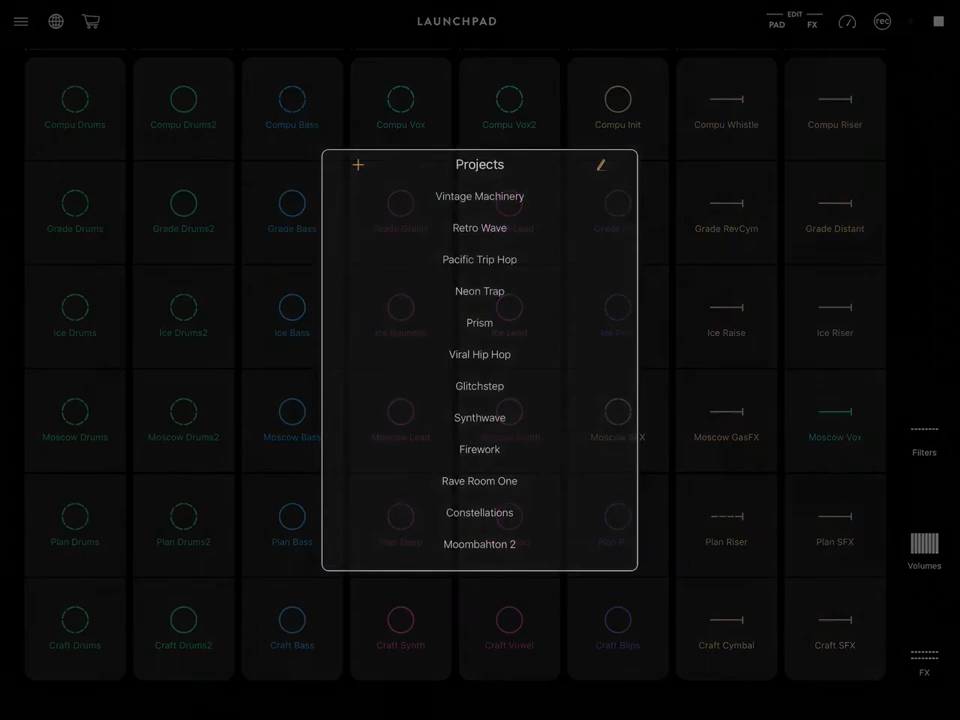 LAUNCHPAD
EDIT
PAD FX
rec
Compu Drums Compu Drums2 Compu Bass Compu Vox Compu Vox2 Compu Init Compu Whistle Compu Riser
Projects
Vintage Machinery
Grade Drums Grade Drums2 Grade Bass Grade RevCym Grade Distant
Retro Wave
Pacific Trip Hop
Neon Trap
Prism
Ice Drums Ice Drums2 Ice Bass Ice Lead Ice Raise Ice Riser
Viral Hip Hop
Glitchstep
Synthwave
Moscow Drums Moscow Drums2 Moscow Bass Moscow Lead Moscow GasFX Moscow Vox
Firework
Filters
Rave Room One
Constellations
Plan Drums Plan Drums2 Plan Bass Plan Riser Plan SFX
Moombahton 2
Volumes
Craft Drums Craft Drums2 Craft Bass Craft Synth Craft Vowel Craft Blips Craft Cymbal Craft SFX
FX